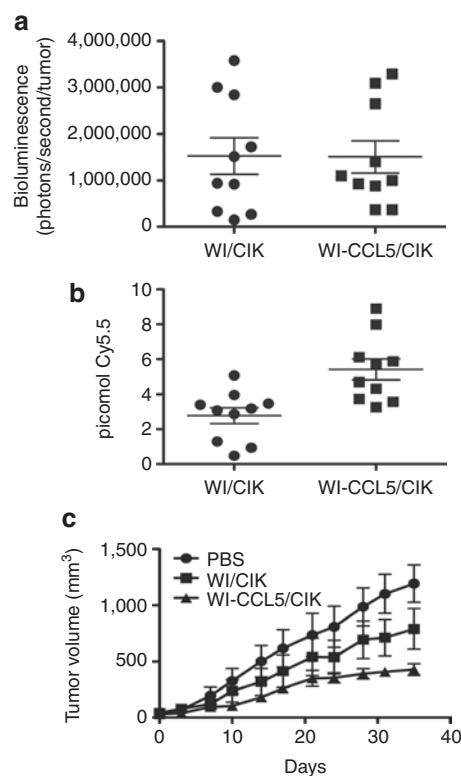 a
Bioluminescence
(photons/second/tumor)
4,000,000
3,000,000
2,000,000
1,000,000
0
WI/CIK
WI-CCL5/CIK
b
picomol Cy5.5
10
8
6
4
2
0
WI/CIK
WI-CCL5/CIK
c
Tumor volume (mm³)
1,500
1,000
500
0
PBS
WI/CIK
WI-CCL5/CIK
0
10
20
30
40
Days